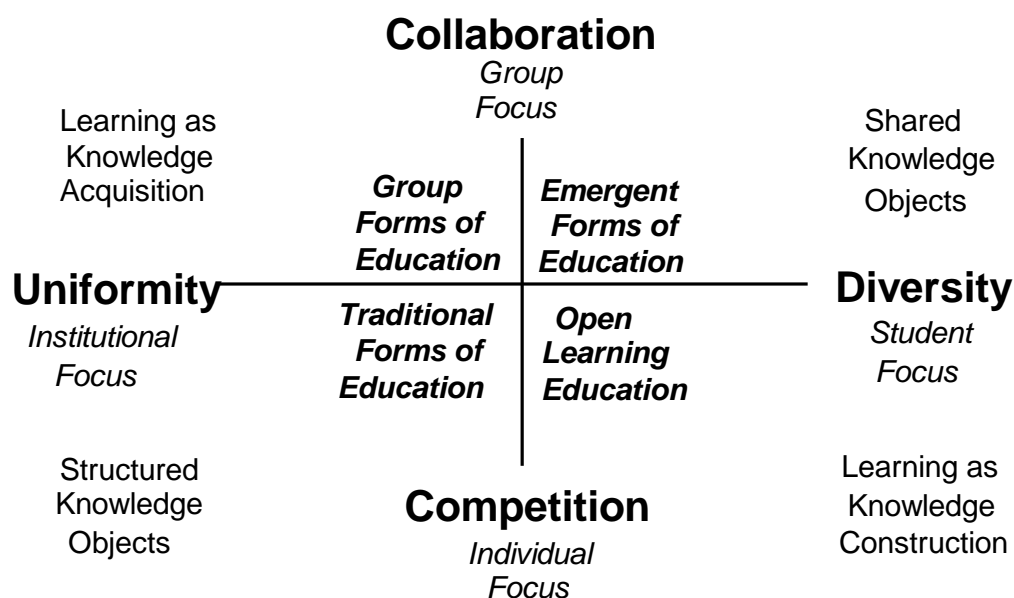 Collaboration
Group
Focus
Learning as
Knowledge
Acquisition
Shared
Knowledge
Objects
Group
Forms of
Education
Emergent
Forms of
Education
Uniformity
Institutional
Focus
Diversity
Student
Focus
Traditional
Forms of
Education
Open
Learning
Education
Structured
Knowledge
Objects
Competition
Individual
Focus
Learning as
Knowledge
Construction